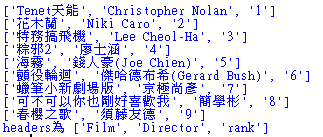 ['Tenet天能', 'Christopher Nolan', '1']
['花木蘭', 'Niki Caro', '2']
['特務搞飛機', 'Lee Cheol-Ha', '3']
['粽邪2', '廖士涵', '4']
['海霧', '錢人豪(Joe Chien)', '5']
['顫役輪迴', '傑哈德布希(Gerard Bush)', '6']
['蠟筆小新劇場版', '京極尚彥', '7']
['可不可以你也剛好喜歡我', '簡學彬', '8']
['春櫻之歌', '須藤友德', '9']
headers為 ['Film', 'Director', 'rank']